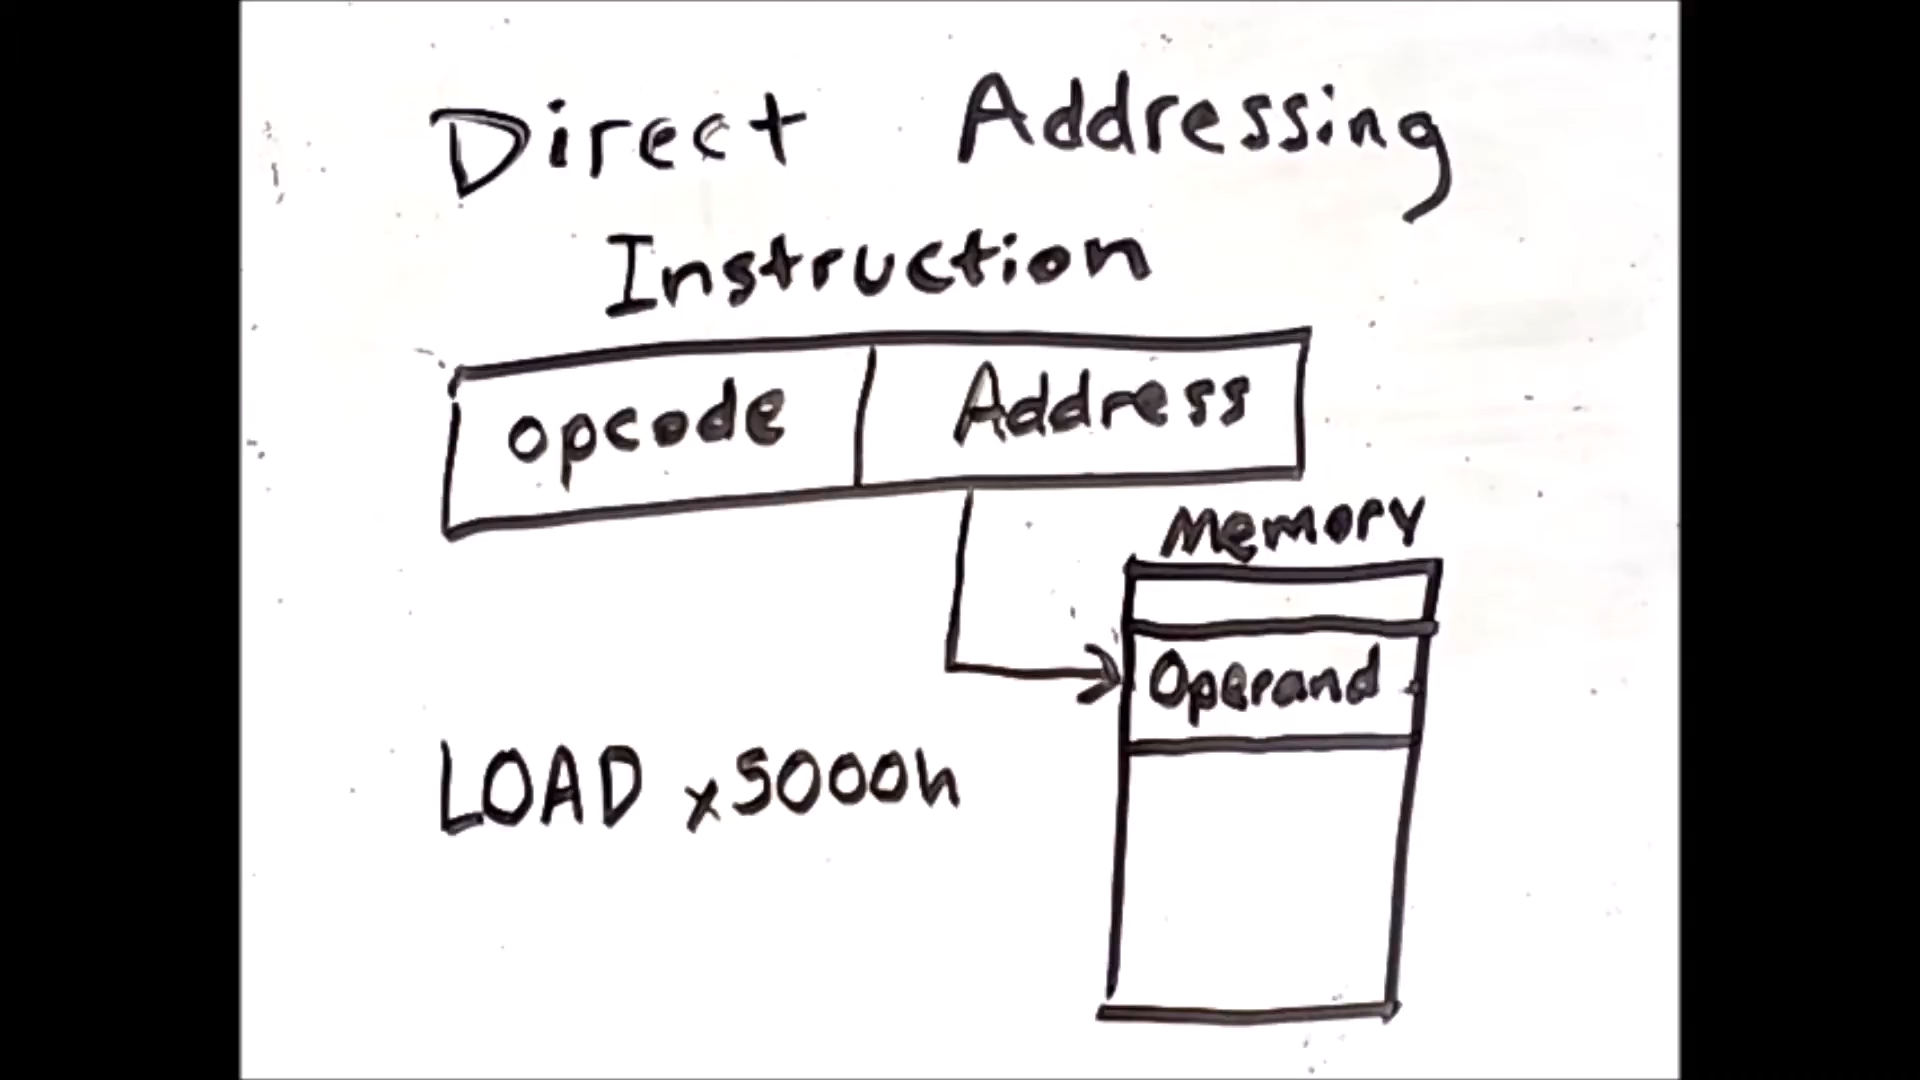 Direct Addressing
Instruction
opcode Address
Memory
Operand
LOAD x5000h